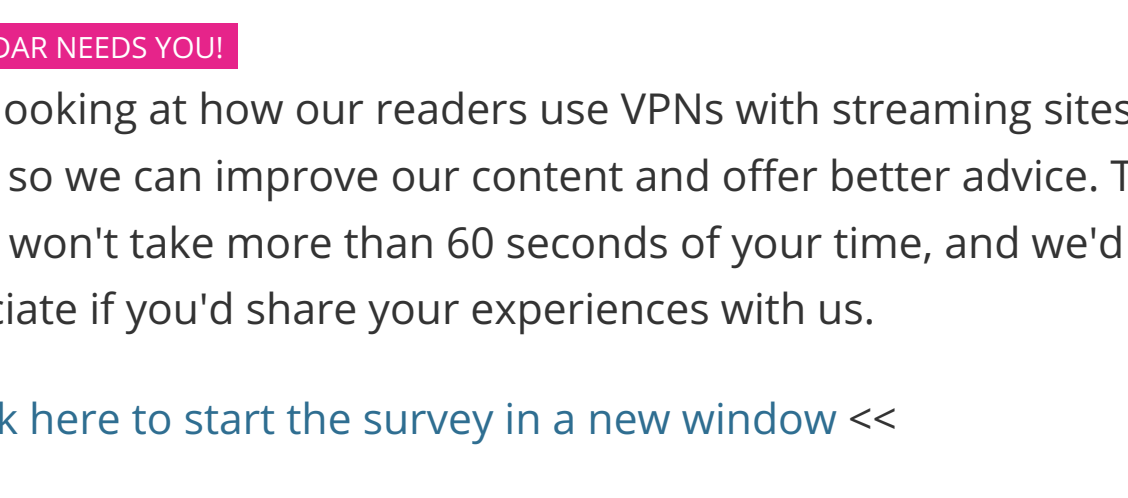 DAR NEEDS YOU!
ooking at how our readers use VPNs with streaming sites
so we can improve our content and offer better advice. T
won't take more than 60 seconds of your time, and we'd
ciate if you'd share your experiences with us.
k here to start the survey in a new window <<